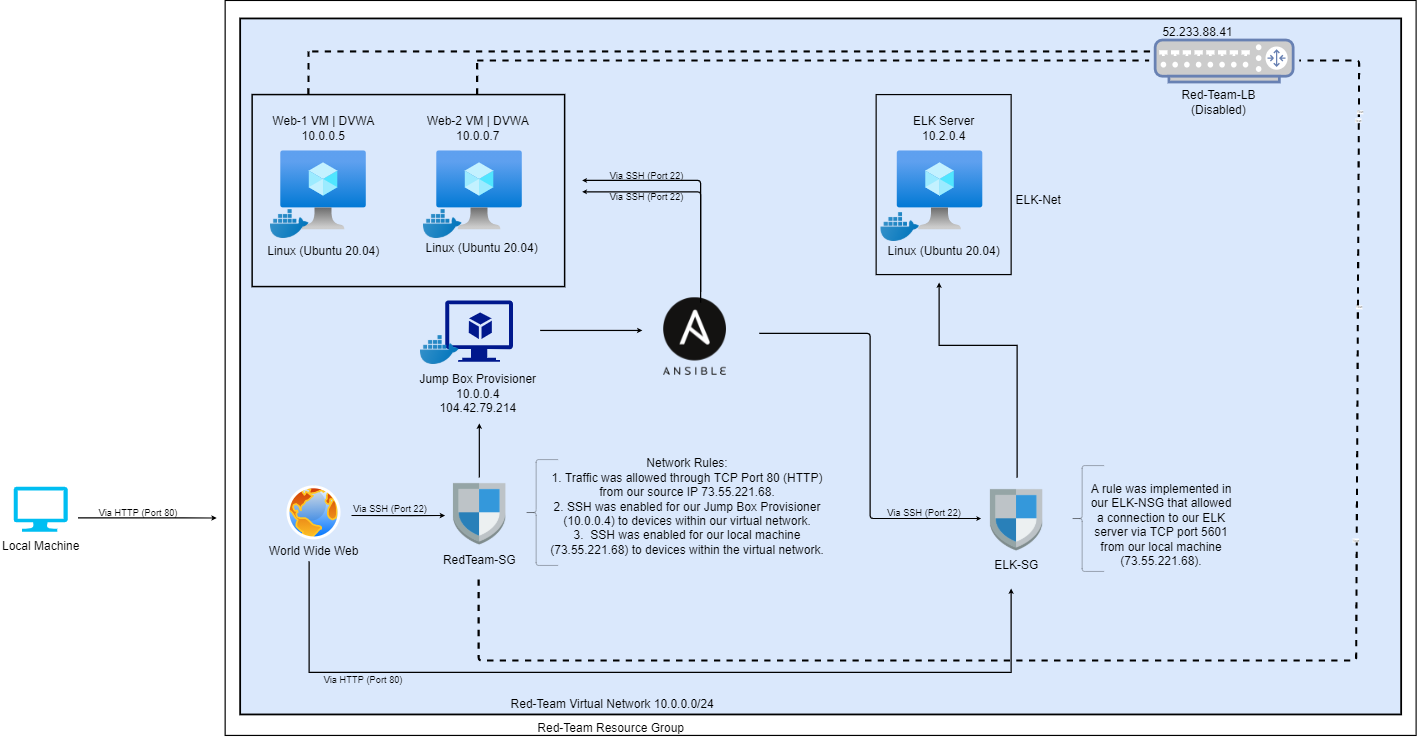 52.233.88.41
Red-Team-LB
(Disabled)
Web-1 VM | DVWA
10.0.0.5
Linux (Ubuntu 20.04)
Web-2 VM | DVWA
10.0.0.7
Linux (Ubuntu 20.04)
Via SSH (Port 22)
Via SSH (Port 22)
ELK Server
10.2.0.4
Linux (Ubuntu 20.04)
ELK-Net
Jump Box Provisioner
10.0.0.4
104.42.79.214
ANSIBLE
Local Machine
Via HTTP (Port 80)
World Wide Web
Via SSH (Port 22)
RedTeam-SG
Network Rules:
1. Traffic was allowed through TCP Port 80 (HTTP)
from our source IP 73.55.221.68.
2. SSH was enabled for our Jump Box Provisioner
(10.0.0.4) to devices within our virtual network.
3. SSH was enabled for our local machine
(73.55.221.68) to devices within the virtual network.
Via SSH (Port 22)
ELK-SG
A rule was implemented in
our ELK-NSG that allowed
a connection to our ELK
server via TCP port 5601
from our local machine
(73.55.221.68).
Via HTTP (Port 80)
Red-Team Virtual Network 10.0.0.0/24
Red-Team Resource Group